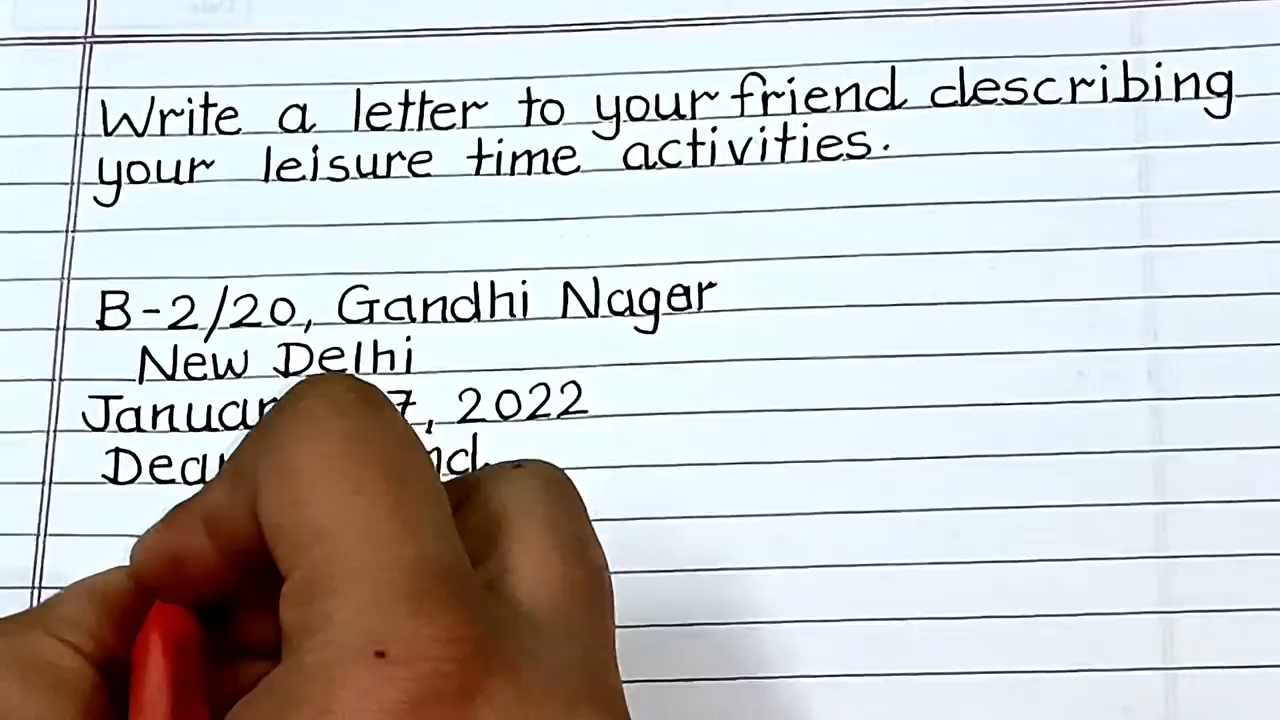 Write a letter to your friend describing
your leisure time activities.
B-2/20, Gandhi Nagar
New Delhi
2022